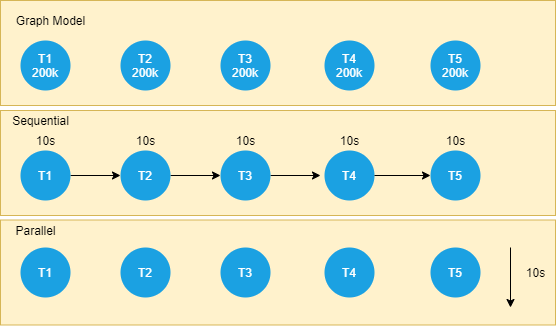 Graph Model
T1 T2 T3 T4 T5
200k 200k 200k 200k 200k
Sequential
10s 10s 10s 10s 10s
T1 T2 T3 T4 T5
Parallel
T1 T2 T3 T4 T5 10s